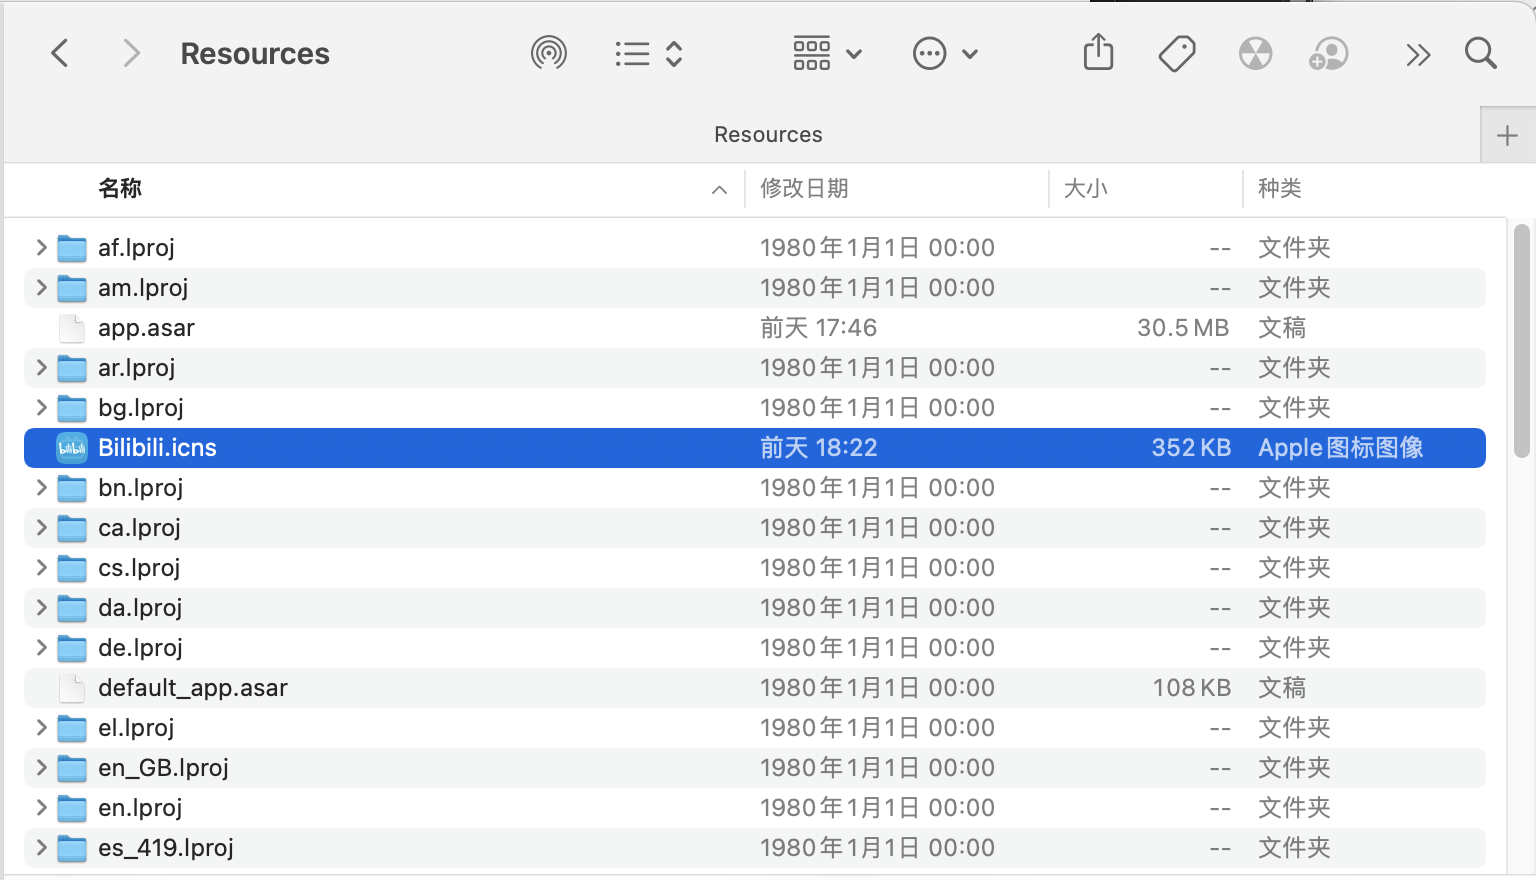 Resources
Resources
名称 修改日期 大小 种类
af.lproj 1980年1月1日 00:00 -- 文件夹
am.lproj 1980年1月1日 00:00 -- 文件夹
app.asar 前天 17:46 30.5 MB 文稿
ar.lproj 1980年1月1日 00:00 -- 文件夹
bg.lproj 1980年1月1日 00:00 -- 文件夹
bilibili Bilibili.icns 前天 18:22 352 KB Apple图标图像
bn.lproj 1980年1月1日 00:00 -- 文件夹
ca.lproj 1980年1月1日 00:00 -- 文件夹
cs.lproj 1980年1月1日 00:00 -- 文件夹
da.lproj 1980年1月1日 00:00 -- 文件夹
de.lproj 1980年1月1日 00:00 -- 文件夹
default_app.asar 1980年1月1日 00:00 108 KB 文稿
el.lproj 1980年1月1日 00:00 -- 文件夹
en_GB.lproj 1980年1月1日 00:00 -- 文件夹
en.lproj 1980年1月1日 00:00 -- 文件夹
es_419.lproj 1980年1月1日 00:00 -- 文件夹